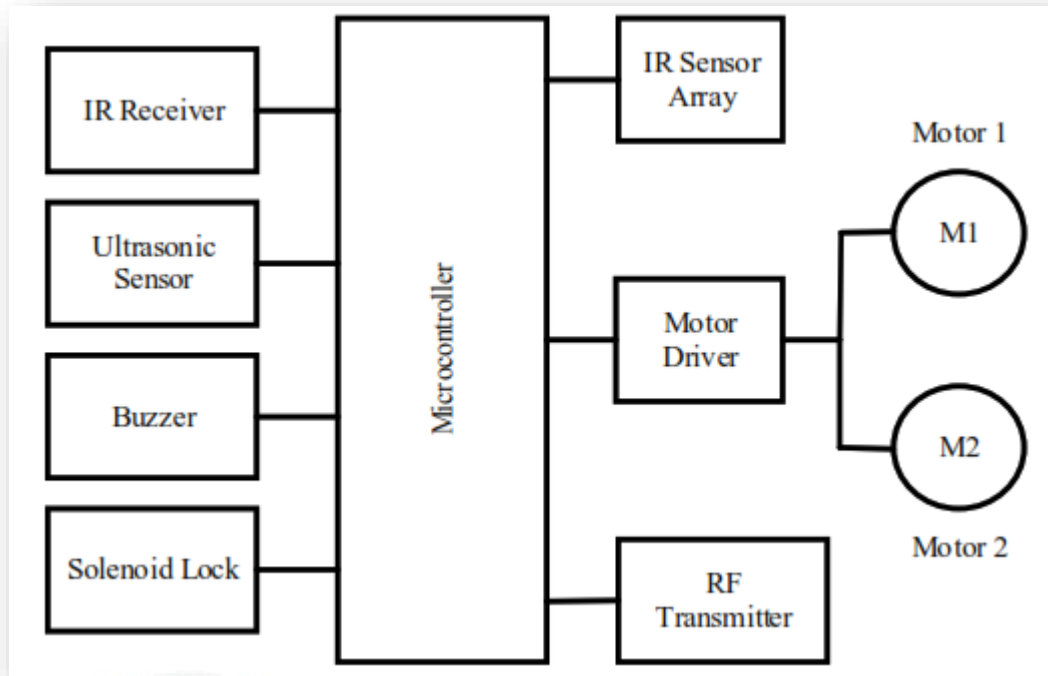 IR Receiver
Ultrasonic
Sensor
Buzzer
Solenoid Lock
Microcontroller
IR Sensor
Array
Motor
Driver
RF
Transmitter
Motor 1
M1
M2
Motor 2